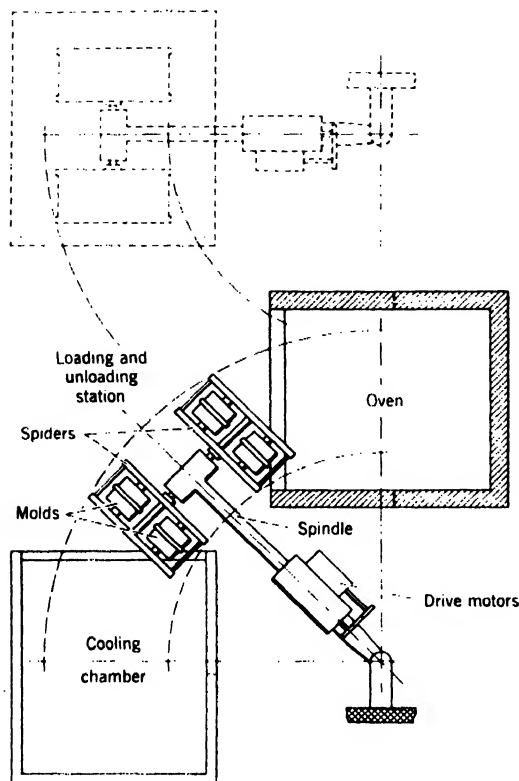 Loading and
unloading
station
Oven
Spiders
Molds
Spindle
Drive motors
Cooling
chamber